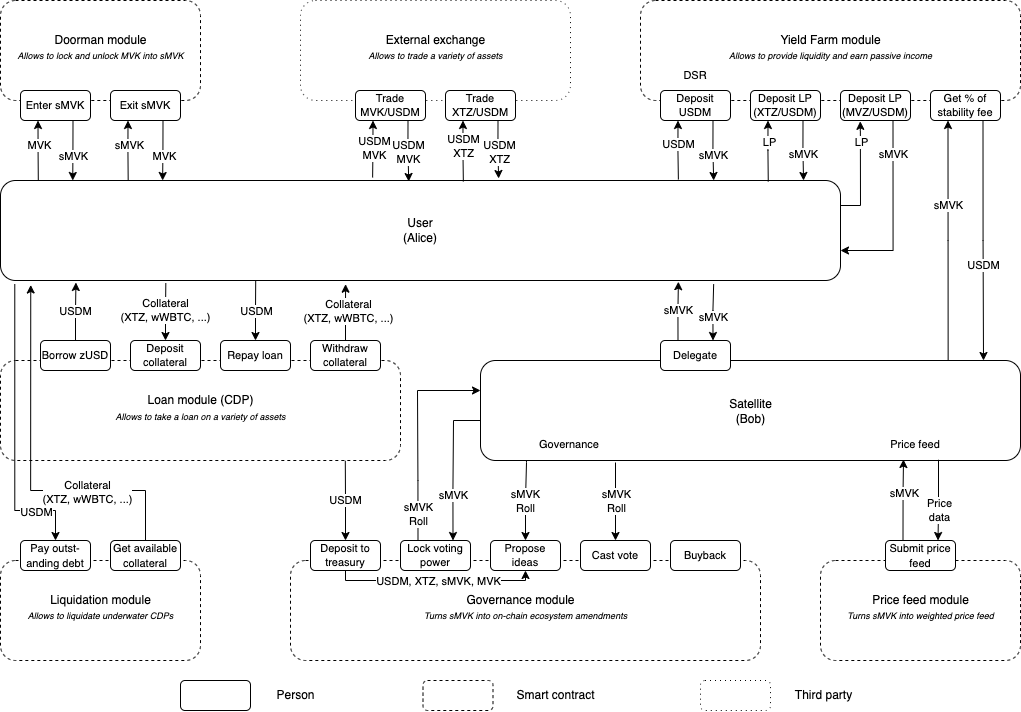 Doorman module
Allows to lock and unlock MVK into sMVK
External exchange
Allows to trade a variety of assets
Yield Farm module
Allows to provide liquidity and earn passive income
DSR
Enter sMVK
Exit sMVK
Trade
MVK/USDM
Trade
XTZ/USDM
Deposit
USDM
Deposit LP
(XTZ/USDM)
Deposit LP
(MVZ/USDM)
Get % of
stability fee
MVK
sMVK
sMVK
MVK
USDM
MVK
USDM
MVK
USDM
XTZ
USDM
XTZ
USDM
sMVK
LP
sMVK
LP
sMVK
sMVK
USDM
User
(Alice)
USDM
Collateral
(XTZ, wWBTC, ...)
USDM
Collateral
(XTZ, wWBTC, ...)
sMVK
sMVK
Borrow zUSD
Deposit
collateral
Repay loan
Withdraw
collateral
Delegate
Loan module (CDP)
Allows to take a loan on a variety of assets
Satellite
(Bob)
Governance
Price feed
Collateral
(XTZ, wWBTC, ...)
USDM
USDM
sMVK
Roll
sMVK
sMVK
Roll
sMVK
Roll
sMVK
Price
data
Pay outst-
anding debt
Get available
collateral
Deposit to
treasury
Lock voting
power
Propose
ideas
Cast vote
Buyback
Submit price
feed
USDM, XTZ, sMVK, MVK
Liquidation module
Allows to liquidate underwater CDPs
Governance module
Turns sMVK into on-chain ecosystem amendments
Price feed module
Turns sMVK into weighted price feed
Person
Smart contract
Third party